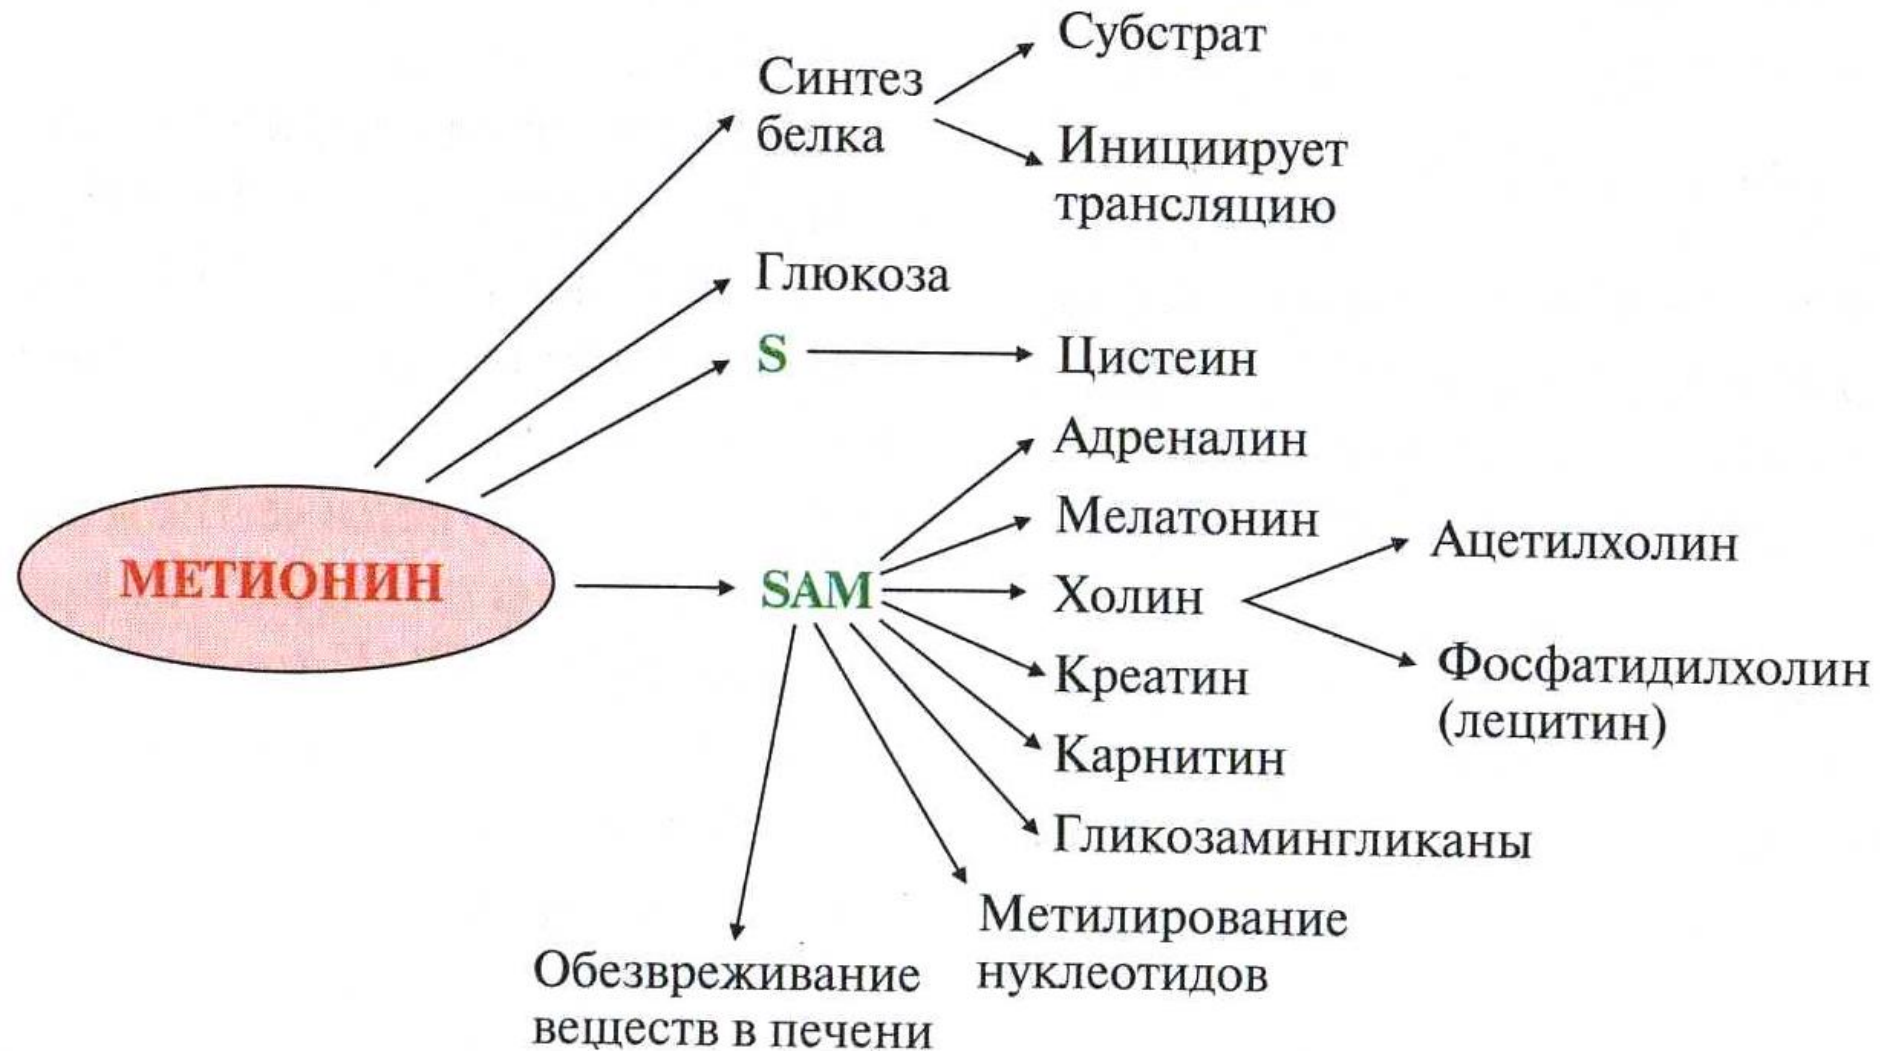 Субстрат
Синтез
белка
Инициирует
трансляцию
Глюкоза
S
Цистеин
Адреналин
Мелатонин
Ацетилхолин
МЕТИОНИН
SAM
Холин
Фосфатидилхолин
(лецитин)
Креатин
Карнитин
Гликозамингликаны
Метилирование
нуклеотидов
Обезвреживание
веществ в печени